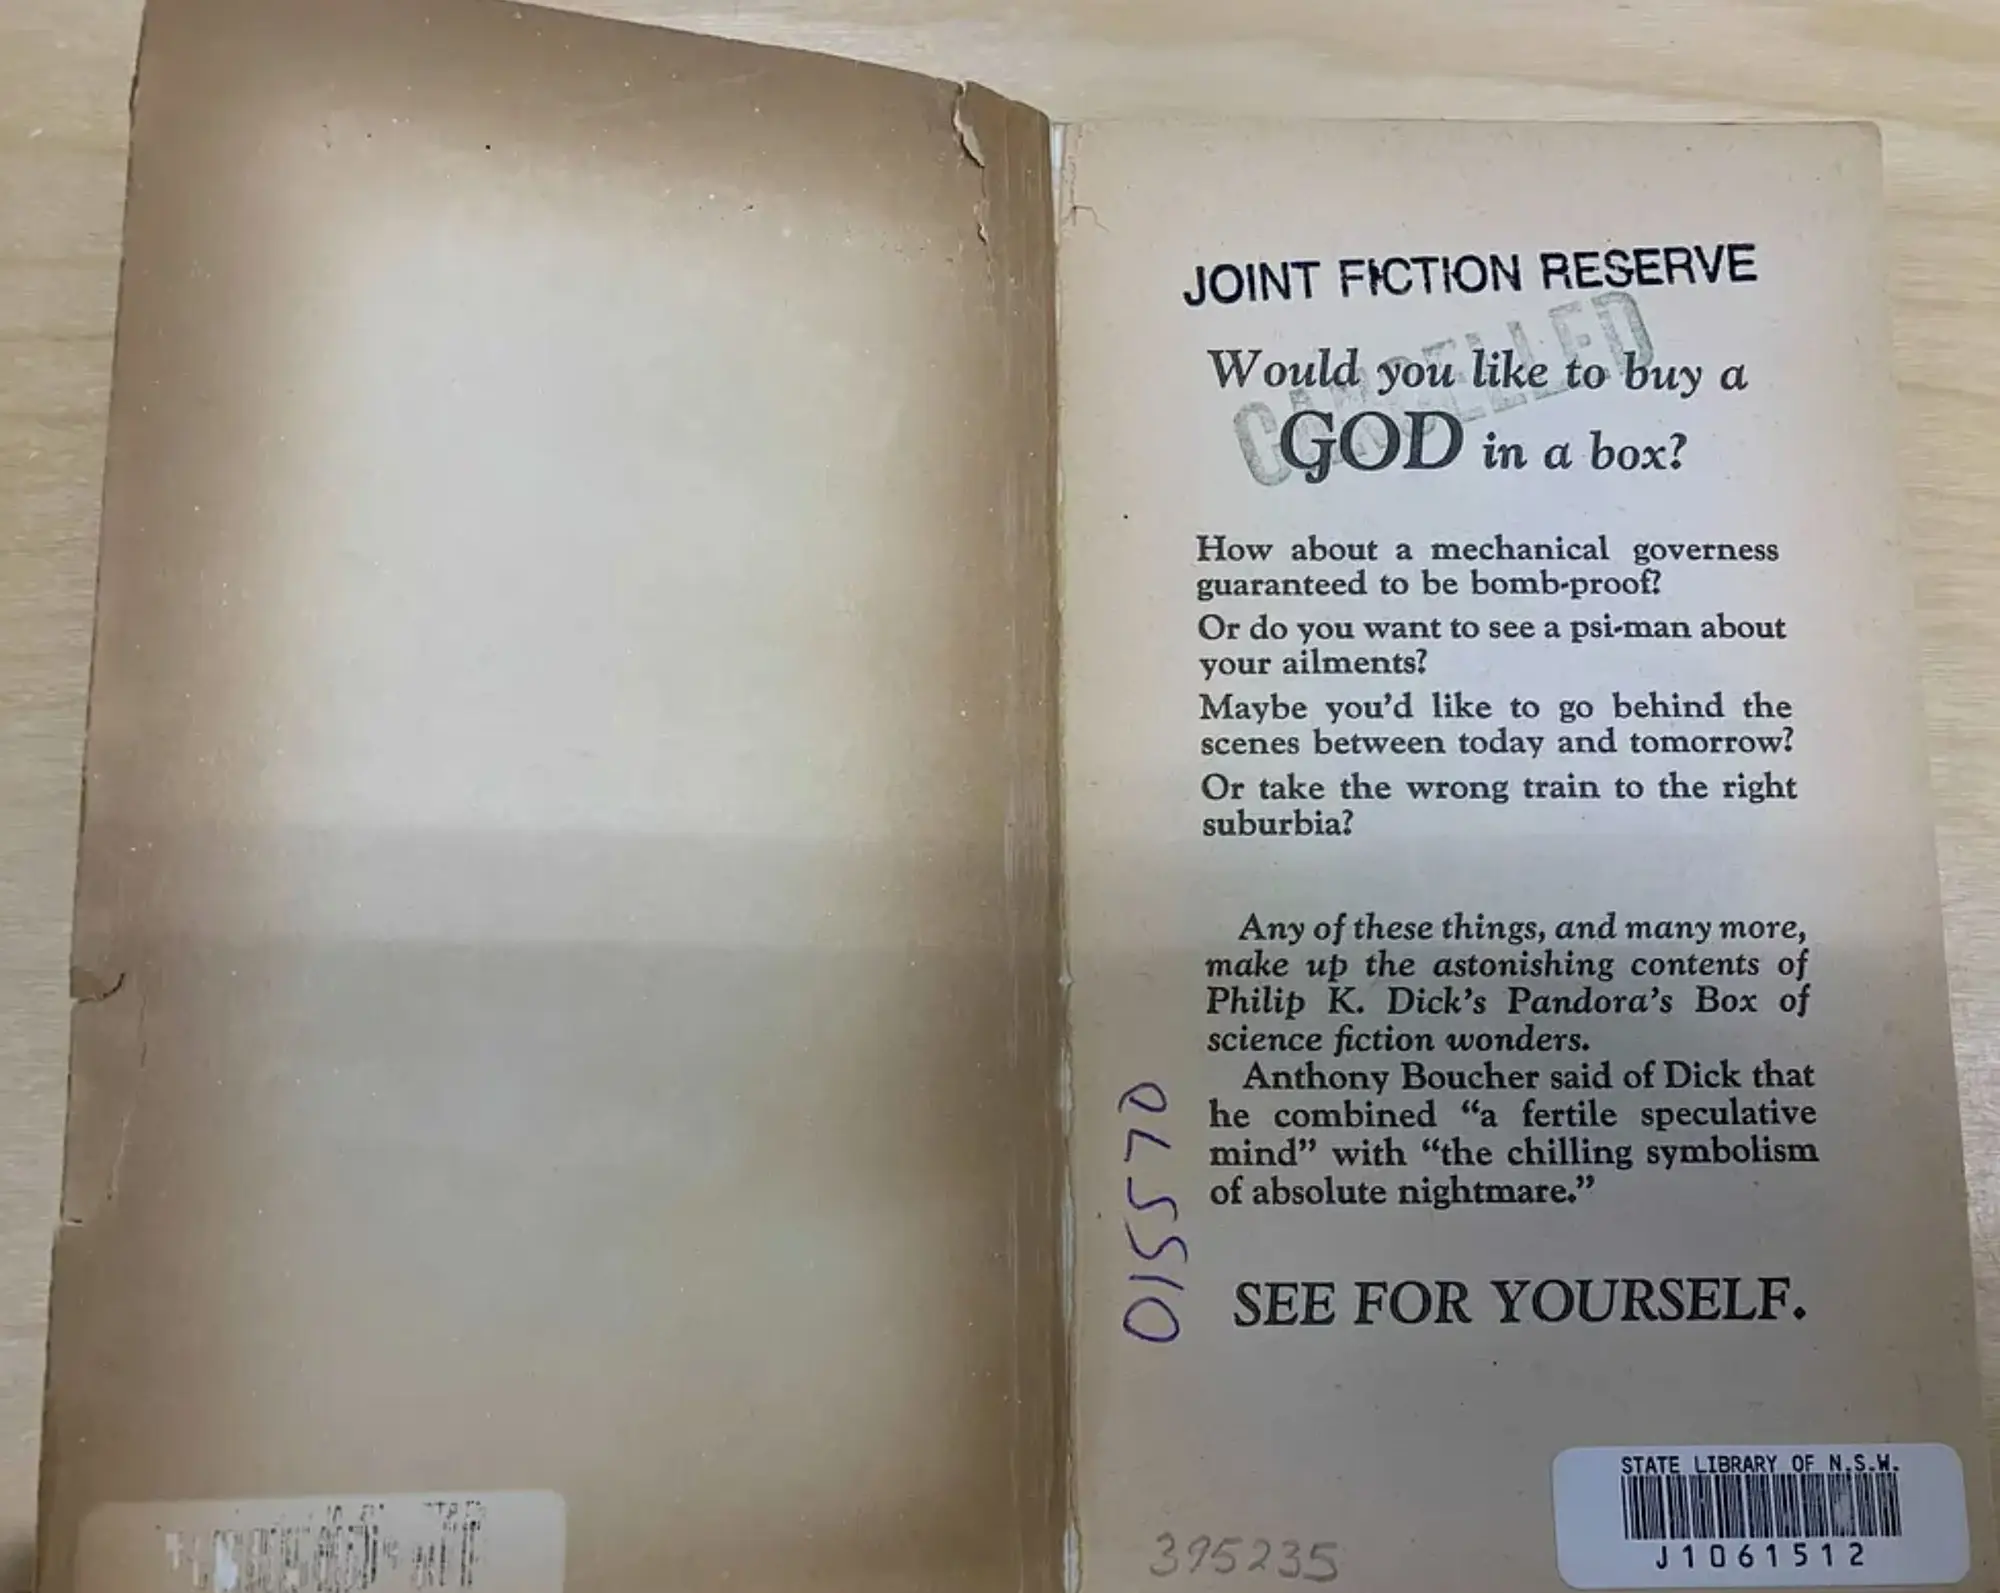 JOINT FICTION RESERVE
CANCELLED
Would you like to buy a
GOD in a box?
How about a mechanical governess
guaranteed to be bomb-proof?
Or do you want to see a psi-man about
your ailments?
Maybe you'd like to go behind the
scenes between today and tomorrow?
Or take the wrong train to the right
suburbia?
Any of these things, and many more,
make up the astonishing contents of
Philip K. Dick's Pandora's Box of
science fiction wonders.
Anthony Boucher said of Dick that
he combined “a fertile speculative
mind” with “the chilling symbolism
of absolute nightmare.”
015570
SEE FOR YOURSELF.
STATE LIBRARY OF N.S.W.
J1061512
395235